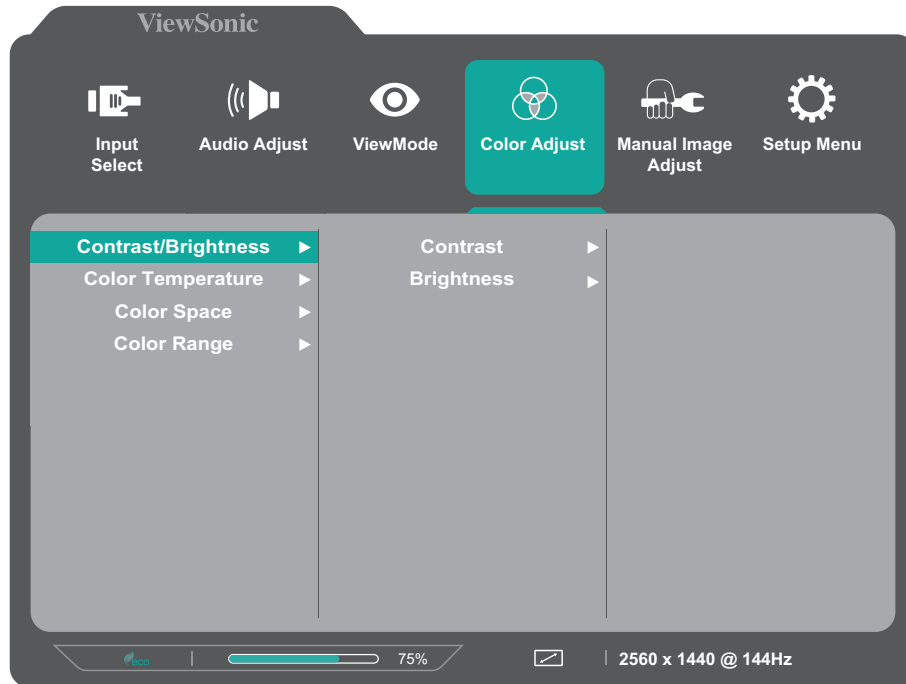 ViewSonic
Input
Select
Audio Adjust
ViewMode
Color Adjust
Manual Image
Adjust
Setup Menu
Contrast/Brightness
Color Temperature
Color Space
Color Range
Contrast
Brightness
eco
75%
2560 x 1440 @ 144Hz